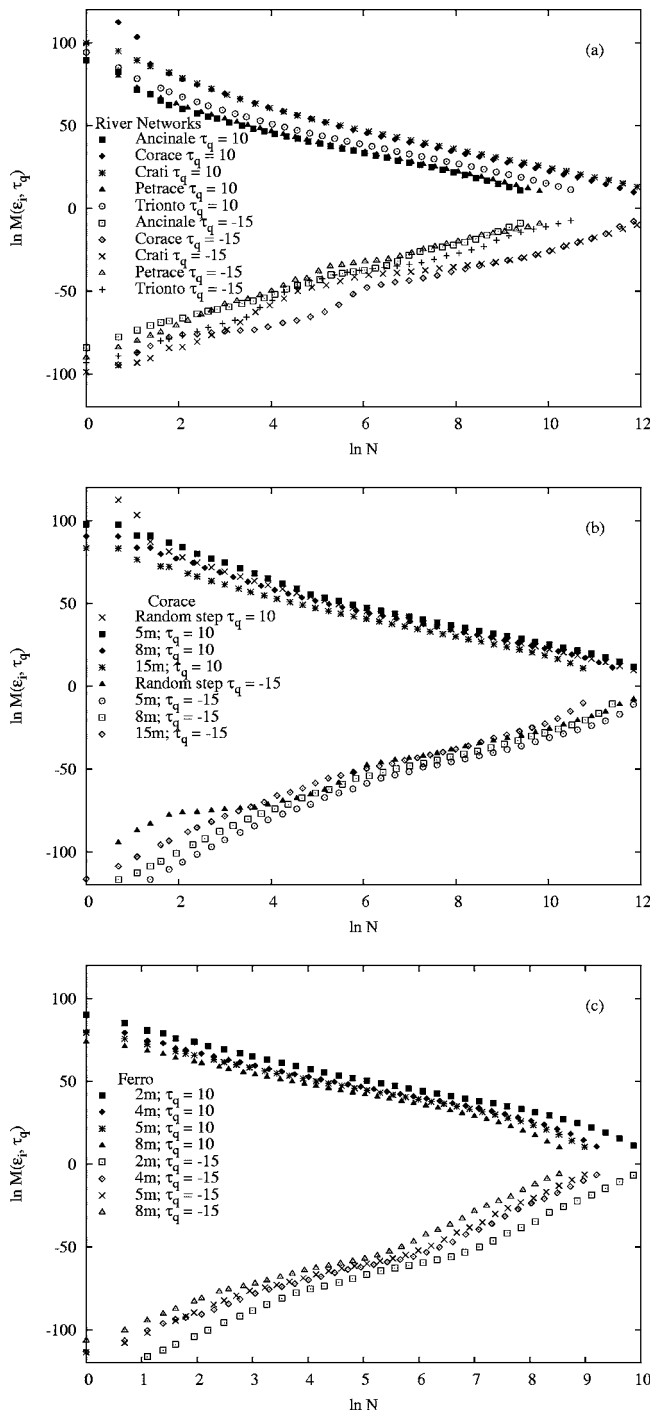 (a)
100
50
0
-50
-100
ln M(εi, τq)
River Networks
Ancinale τq = 10
Corace τq = 10
Crati τq = 10
Petrace τq = 10
Trionto τq = 10
Ancinale τq = -15
Corace τq = -15
Crati τq = -15
Petrace τq = -15
Trionto τq = -15
0 2 4 6 8 10 12
ln N
(b)
100
50
0
-50
-100
ln M(εi, τq)
Corace
Random step τq = 10
5m; τq = 10
8m; τq = 10
15m; τq = 10
Random step τq = -15
5m; τq = -15
8m; τq = -15
15m; τq = -15
0 2 4 6 8 10 12
ln N
(c)
100
50
0
-50
-100
ln M(εi, τq)
Ferro
2m; τq = 10
4m; τq = 10
5m; τq = 10
8m; τq = 10
2m; τq = -15
4m; τq = -15
5m; τq = -15
8m; τq = -15
0 1 2 3 4 5 6 7 8 9 10
ln N